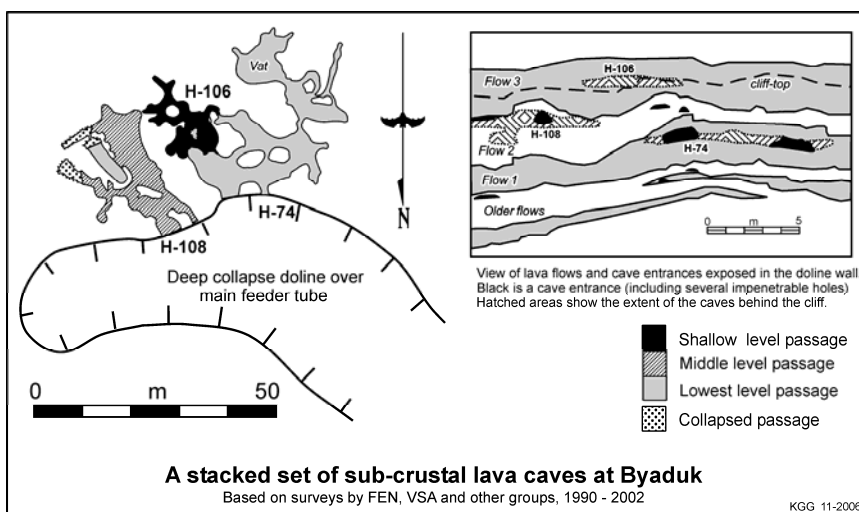 Vat
H-106
H-108
H-74
N
Deep collapse doline over
main feeder tube
0 m 50
H-106
Flow 3
cliff-top
H-108
Flow 2
H-74
Flow 1
Older flows
0 m 5
View of lava flows and cave entrances exposed in the doline wall
Black is a cave entrance (including several impenetrable holes)
Hatched areas show the extent of the caves behind the cliff.
Shallow level passage
Middle level passage
Lowest level passage
Collapsed passage
A stacked set of sub-crustal lava caves at Byaduk
Based on surveys by FEN, VSA and other groups, 1990 - 2002
KGG 11-2006